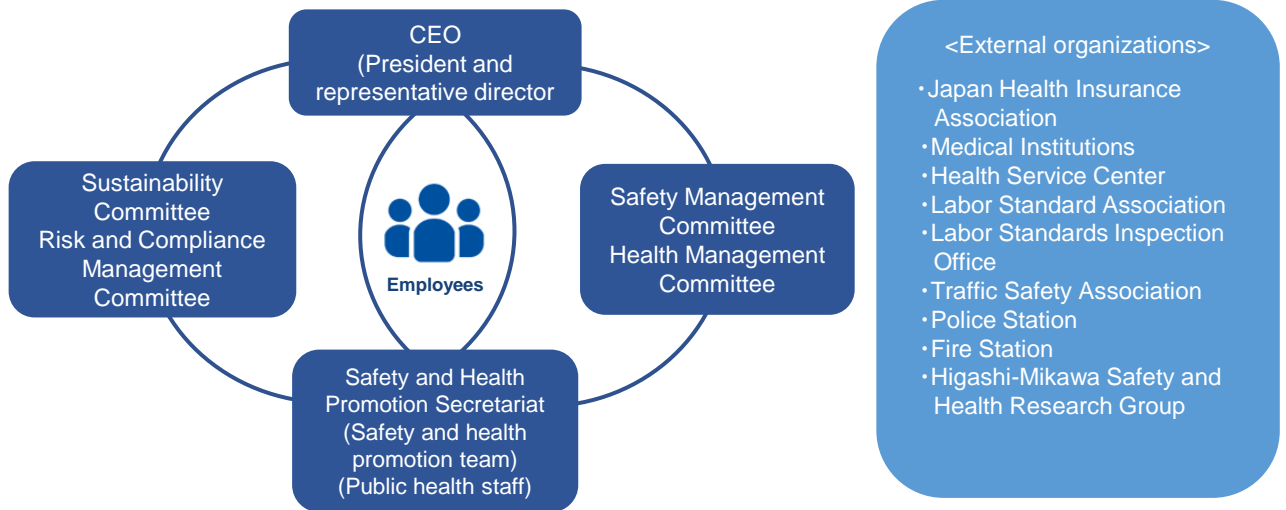 CEO
(President and
representative director
Sustainability
Committee
Risk and Compliance
Management
Committee
Employees
Safety Management
Committee
Health Management
Committee
Safety and Health
Promotion Secretariat
(Safety and health
promotion team)
(Public health staff)
<External organizations>
・Japan Health Insurance
Association
・Medical Institutions
・Health Service Center
・Labor Standard Association
・Labor Standards Inspection
Office
・Traffic Safety Association
・Police Station
・Fire Station
・Higashi-Mikawa Safety and
Health Research Group